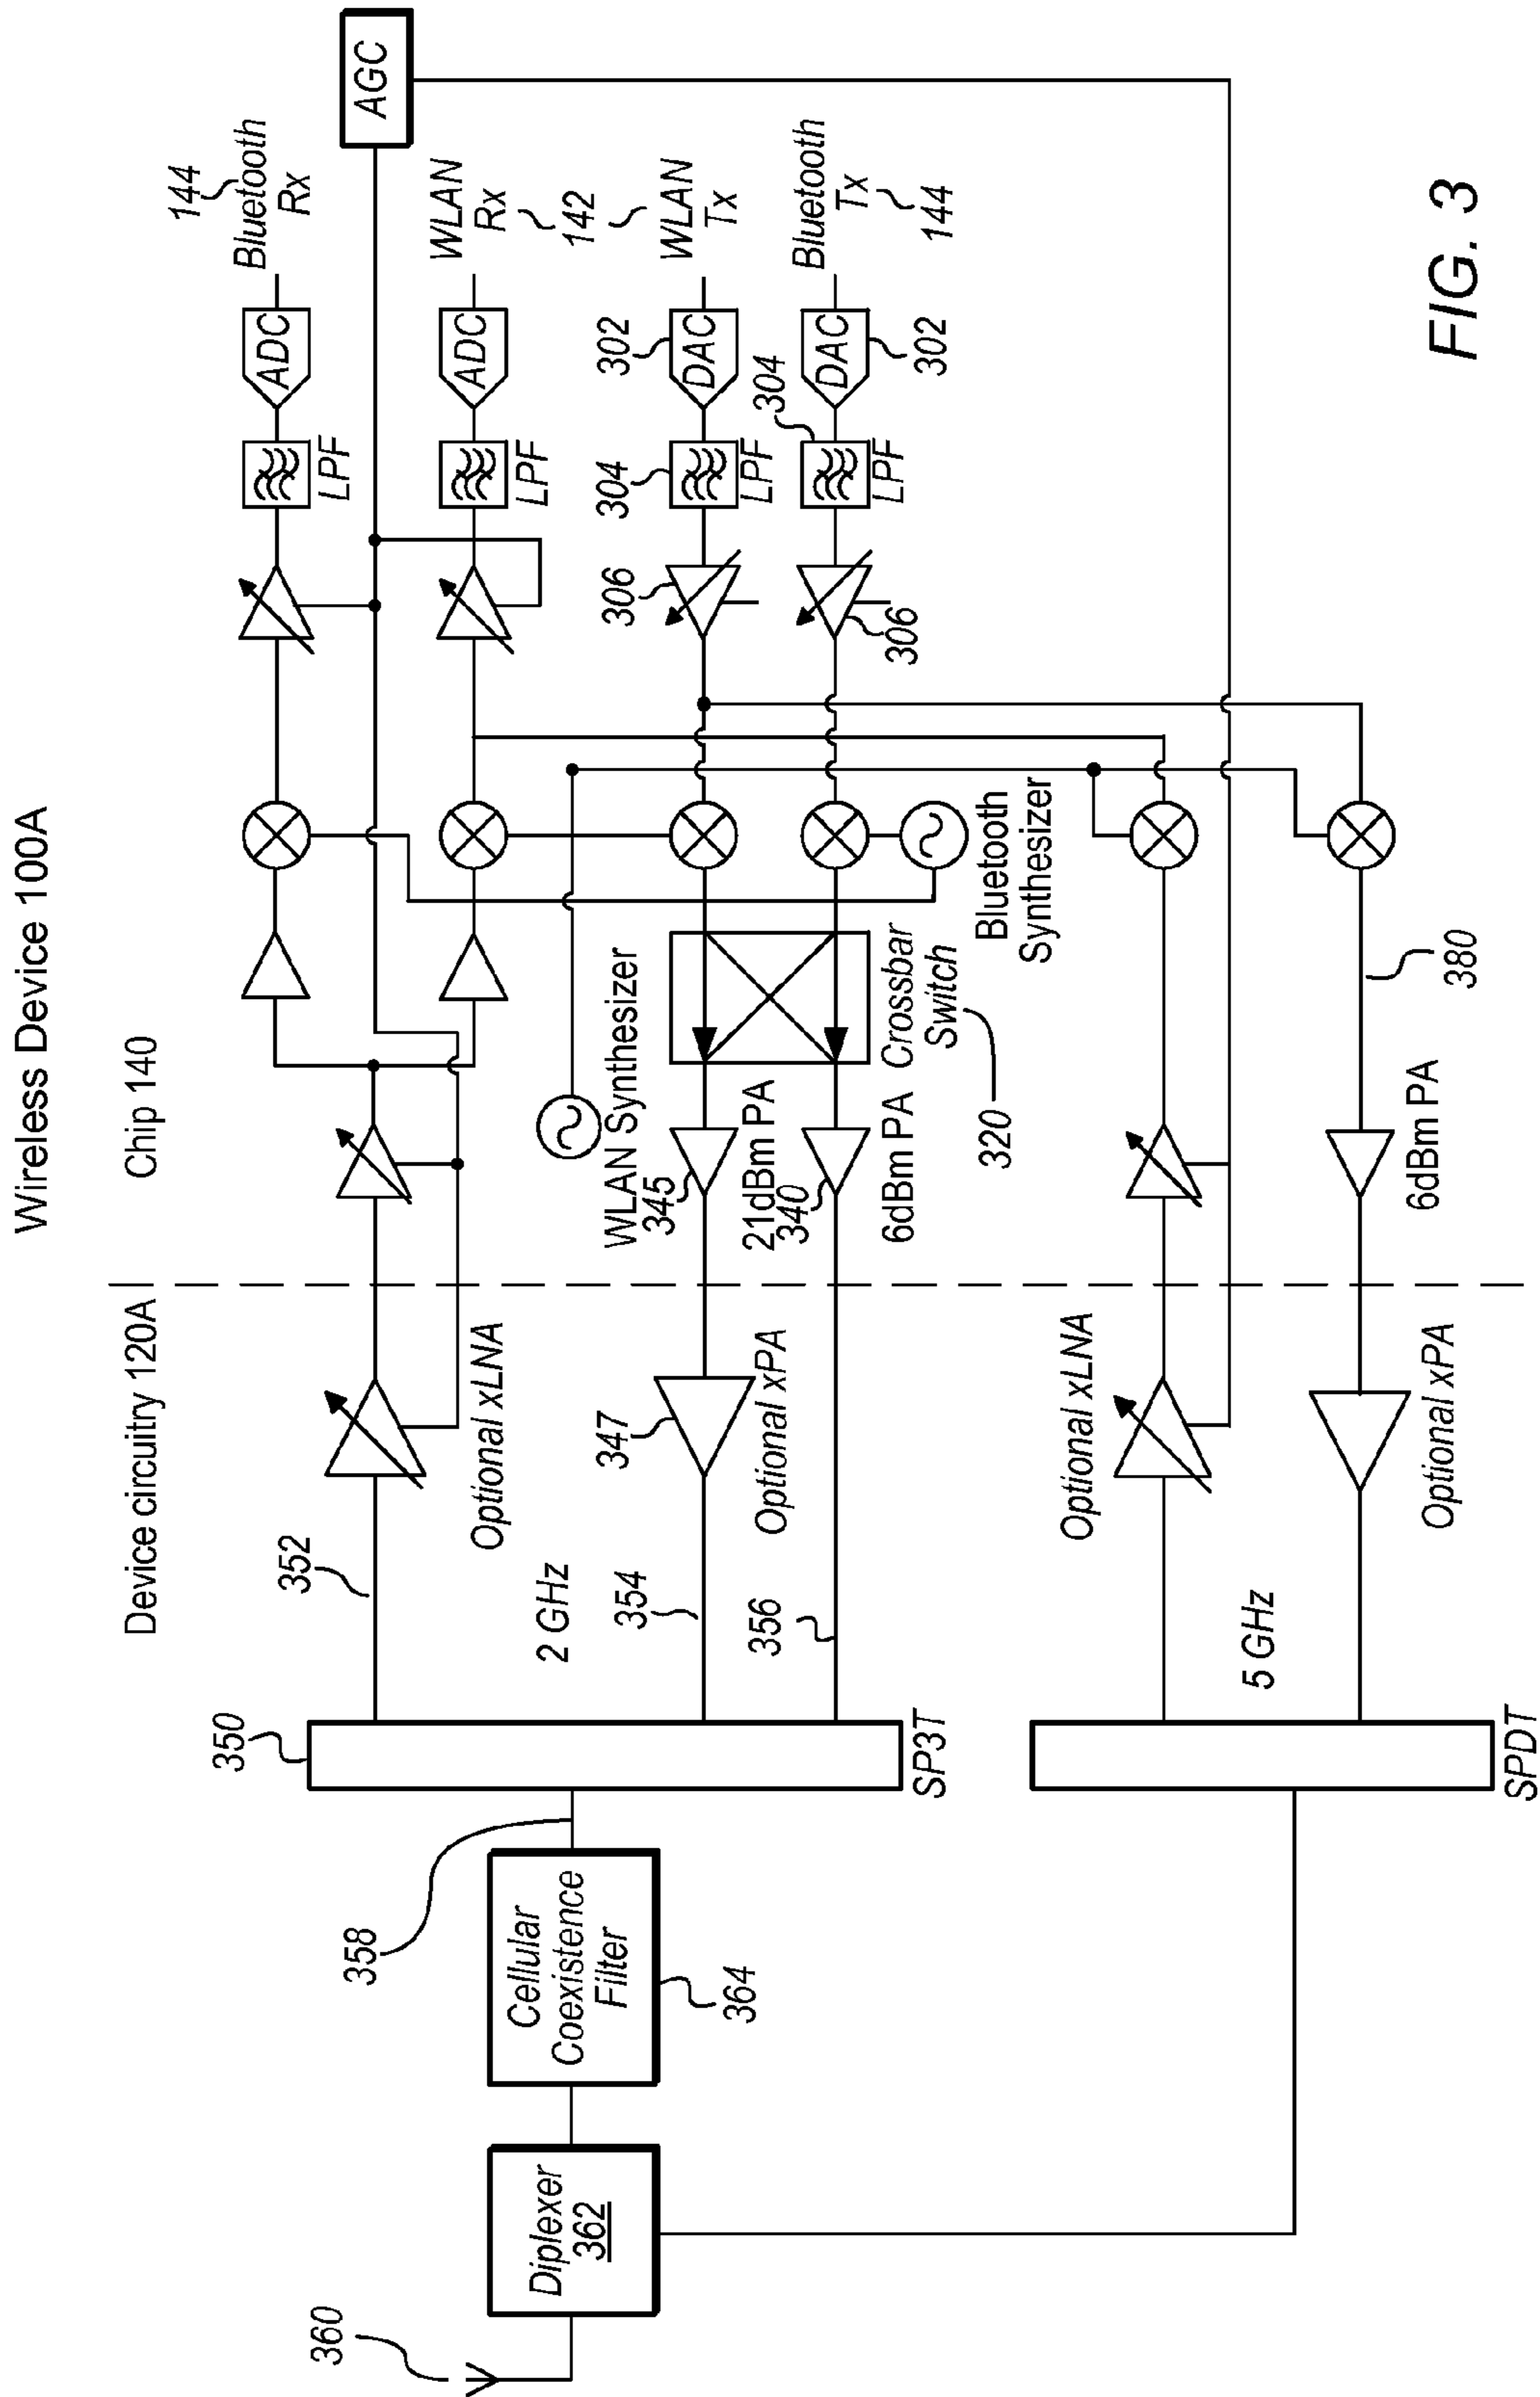 Wireless Device 100A
Device circuitry 120A
Chip 140
360
Diplexer
362
358
Cellular
Coexistence
Filter
364
350
SP3T
352
Optional xLNA
2 GHz
354
347
Optional xPA
356
WLAN Synthesizer
345
21dBm PA
340
6dBm PA
Crossbar
Switch
320
Bluetooth
Synthesizer
306
306
304
304
LPF
LPF
LPF
LPF
302
302
ADC
ADC
DAC
DAC
144
Bluetooth
Rx
WLAN
Rx
142
WLAN
Tx
Bluetooth
Tx
144
AGC
SPDT
5 GHz
Optional xLNA
Optional xPA
6dBm PA
380
FIG. 3